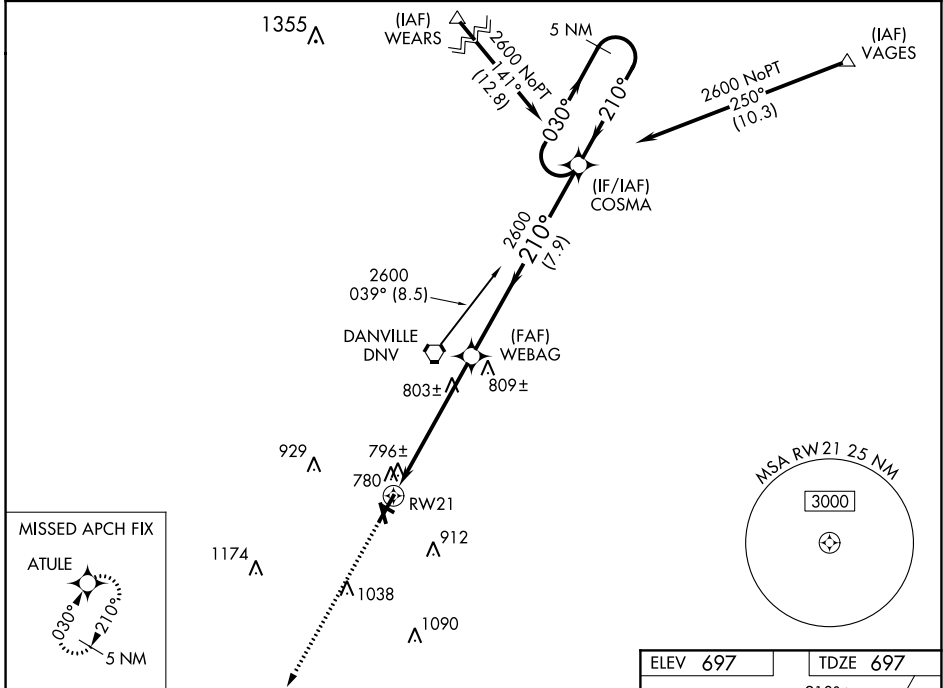 1355
(IAF)
WEARS
2600 NoPT
141°
(12.8)
5 NM
030°
210°
(IAF)
VAGES
2600 NoPT
250°
(10.3)
(IF/IAF)
COSMA
2600
210°
(7.9)
2600
039° (8.5)
DANVILLE
DNV
(FAF)
WEBAG
803±
809±
929
796±
780
RW21
912
1174
1038
1090
MISSED APCH FIX
ATULE
030°
210°
5 NM
MSA RW21 25 NM
3000
ELEV 697
TDZE 697